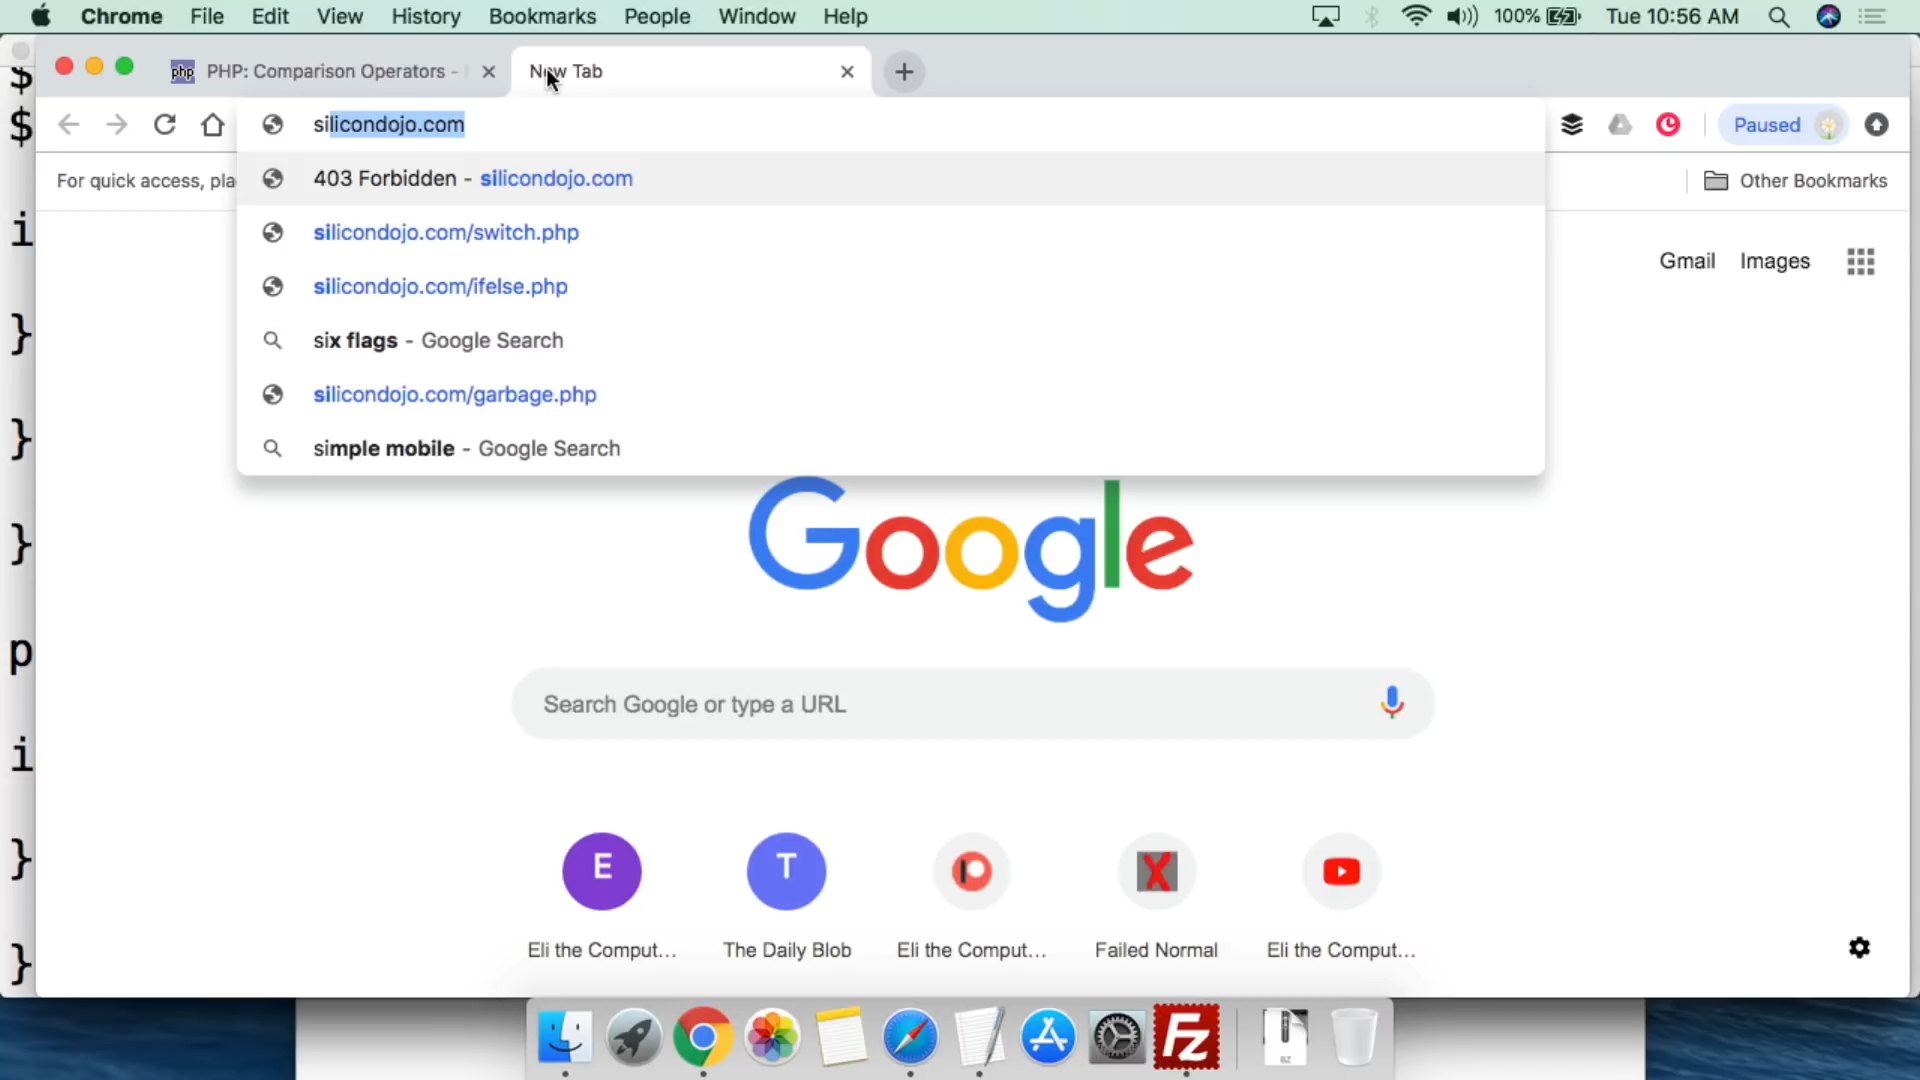 Chrome File Edit View History Bookmarks People Window Help 100% Tue 10:56 AM
php PHP: Comparison Operators - New Tab
silicondojo.com
Paused
For quick access, pla
Other Bookmarks
403 Forbidden - silicondojo.com
silicondojo.com/switch.php
silicondojo.com/ifelse.php
six flags - Google Search
silicondojo.com/garbage.php
simple mobile - Google Search
Gmail Images
$
$
i
}
}
}
p
i
}
}
Google
Search Google or type a URL
E T X
Eli the Comput... The Daily Blob Eli the Comput... Failed Normal Eli the Comput...
FZ
BZ